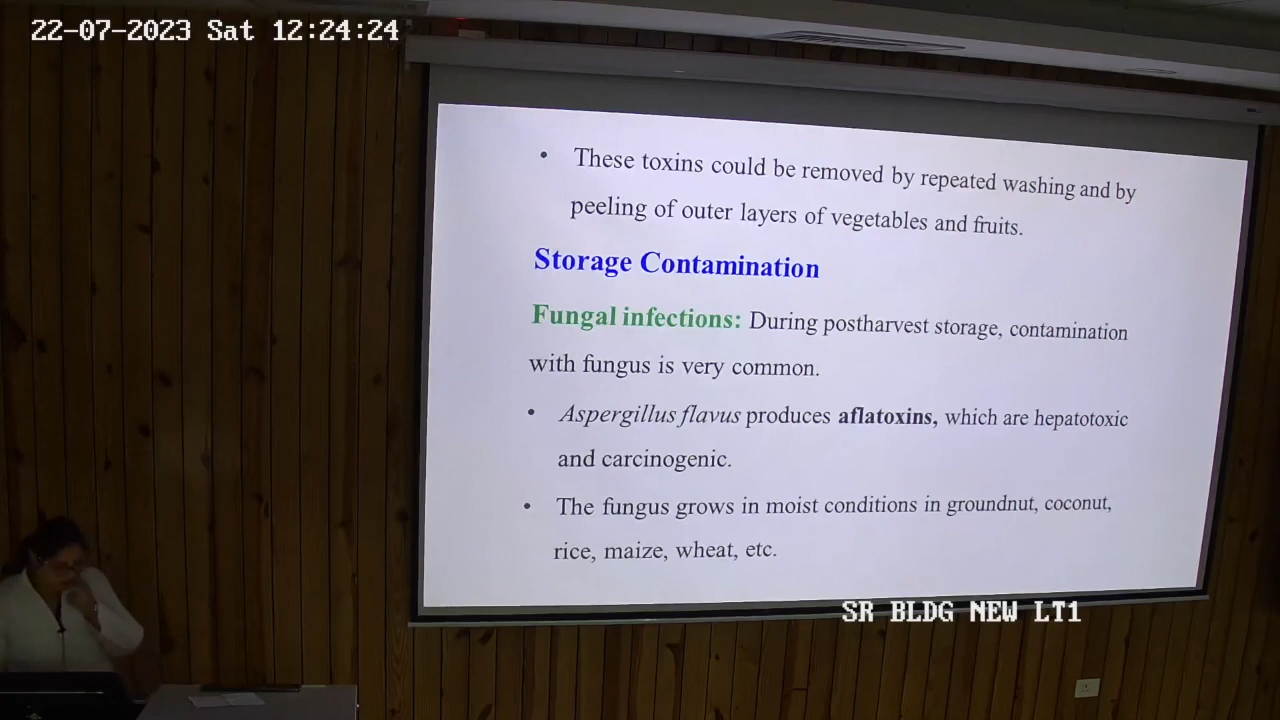 22-07-2023 Sat 12:24:24
• These toxins could be removed by repeated washing and by
peeling of outer layers of vegetables and fruits.
Storage Contamination
Fungal infections: During postharvest storage, contamination
with fungus is very common.
• Aspergillus flavus produces aflatoxins, which are hepatotoxic
and carcinogenic.
• The fungus grows in moist conditions in groundnut, coconut,
rice, maize, wheat, etc.
SR BLDG NEW LT1